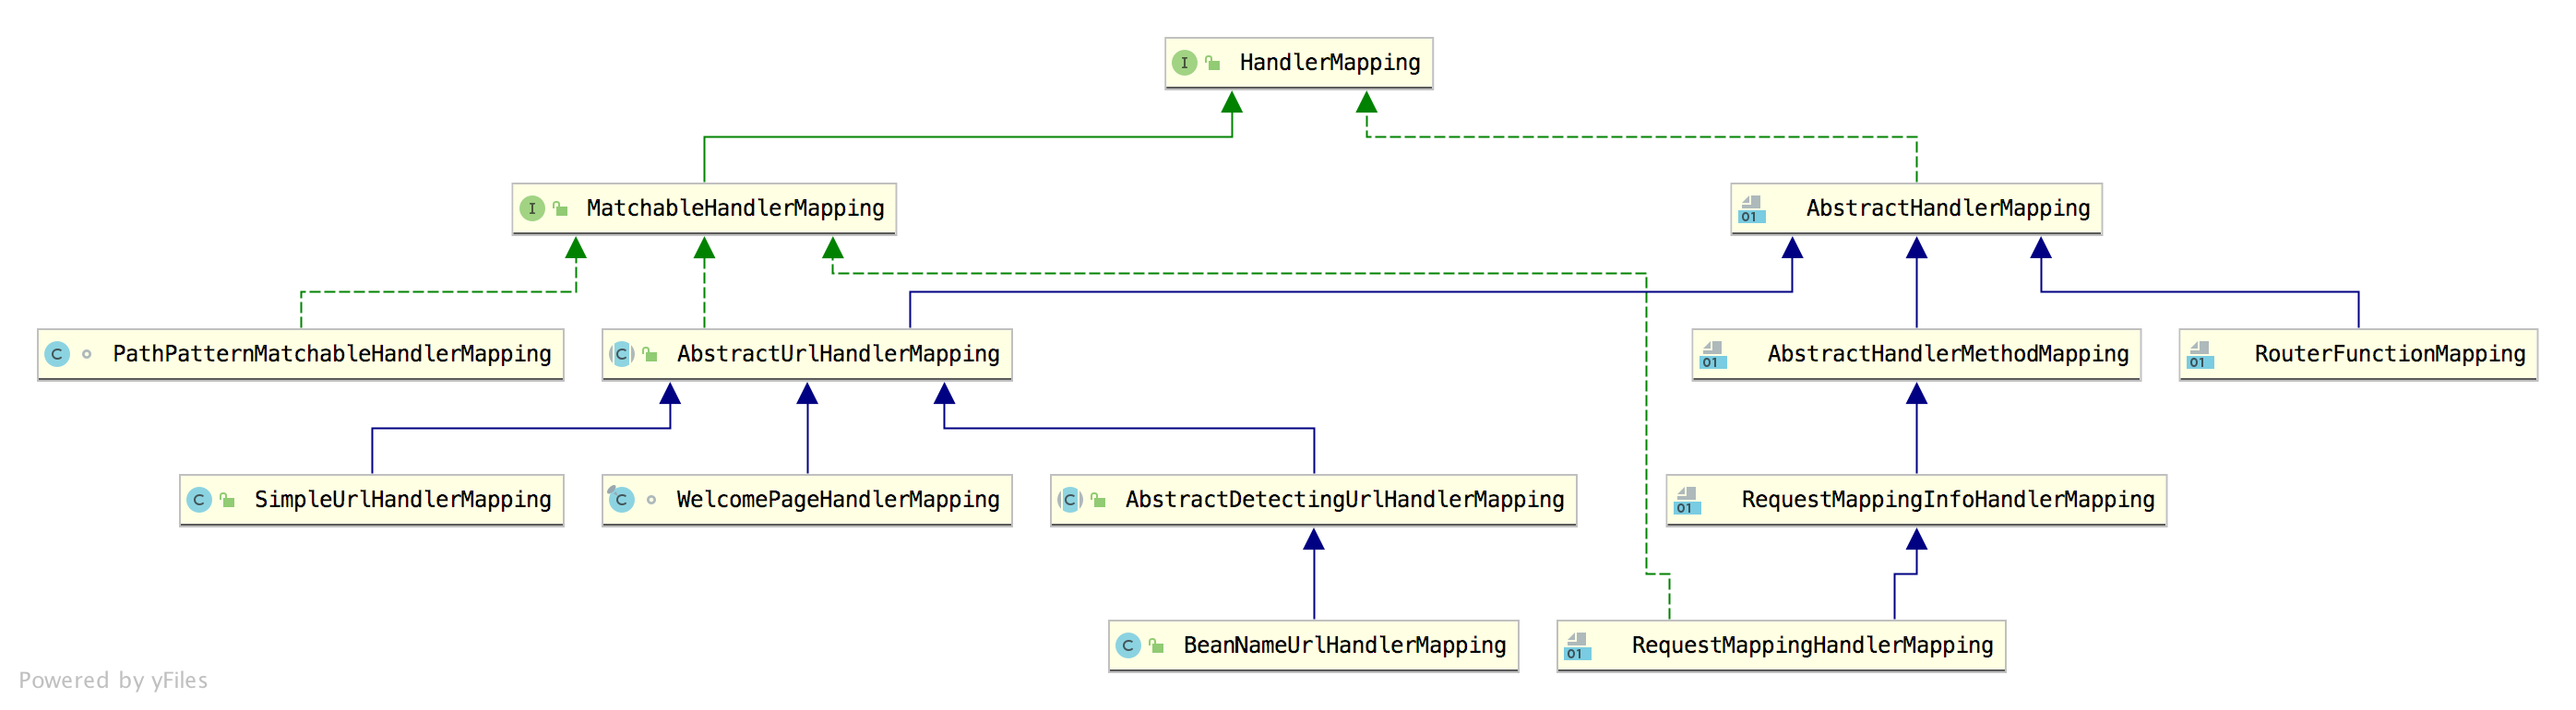 HandlerMapping
MatchableHandlerMapping
AbstractHandlerMapping
PathPatternMatchableHandlerMapping
AbstractUrlHandlerMapping
AbstractHandlerMethodMapping
RouterFunctionMapping
SimpleUrlHandlerMapping
WelcomePageHandlerMapping
AbstractDetectingUrlHandlerMapping
RequestMappingInfoHandlerMapping
BeanNameUrlHandlerMapping
RequestMappingHandlerMapping
Powered by yFiles